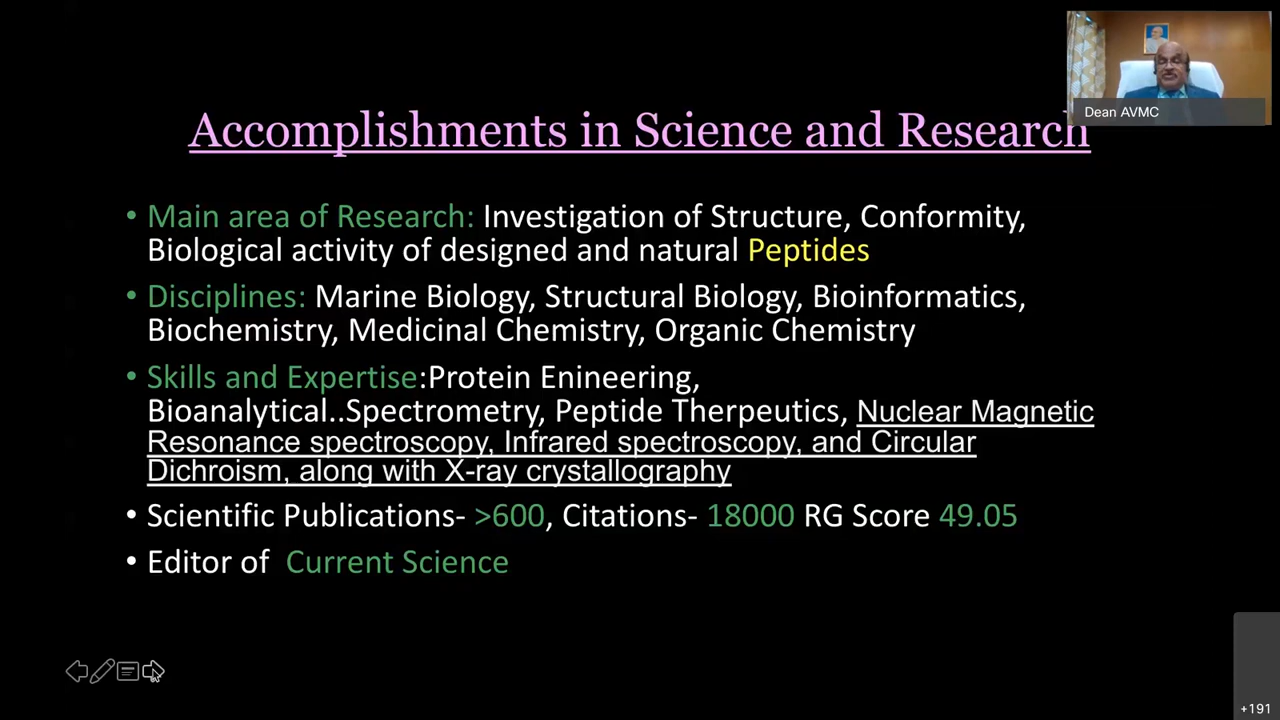 Dean AVMC
Accomplishments in Science and Research
• Main area of Research: Investigation of Structure, Conformity,
Biological activity of designed and natural Peptides
• Disciplines: Marine Biology, Structural Biology, Bioinformatics,
Biochemistry, Medicinal Chemistry, Organic Chemistry
• Skills and Expertise:Protein Enineering,
Bioanalytical..Spectrometry, Peptide Therpeutics, Nuclear Magnetic
Resonance spectroscopy, Infrared spectroscopy, and Circular
Dichroism, along with X-ray crystallography
• Scientific Publications- >600, Citations- 18000 RG Score 49.05
• Editor of  Current Science
+191